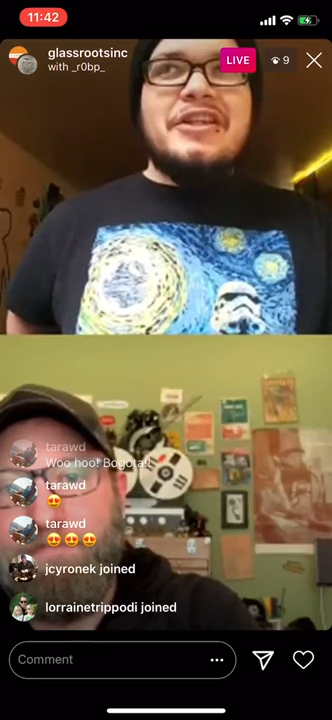 11:42
glassrootsinc
with _r0bp_
LIVE
9
tarawd
Woo hoo! Bogota!!
tarawd
tarawd
jcyronek joined
lorrainetrippodi joined
Comment